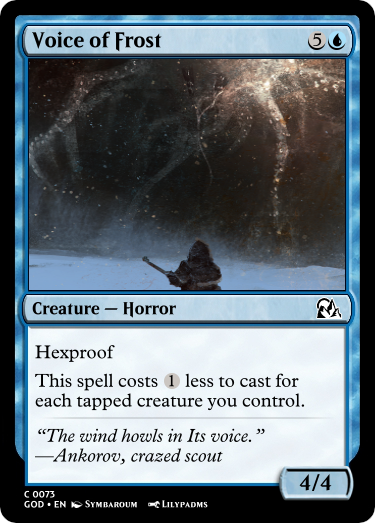 Voice of Frost 5
Creature — Horror
Hexproof
This spell costs 1 less to cast for
each tapped creature you control.
"The wind howls in Its voice."
—Ankorov, crazed scout
4/4
C 0073
GOD • EN SYMBAROUM LILYPADMS